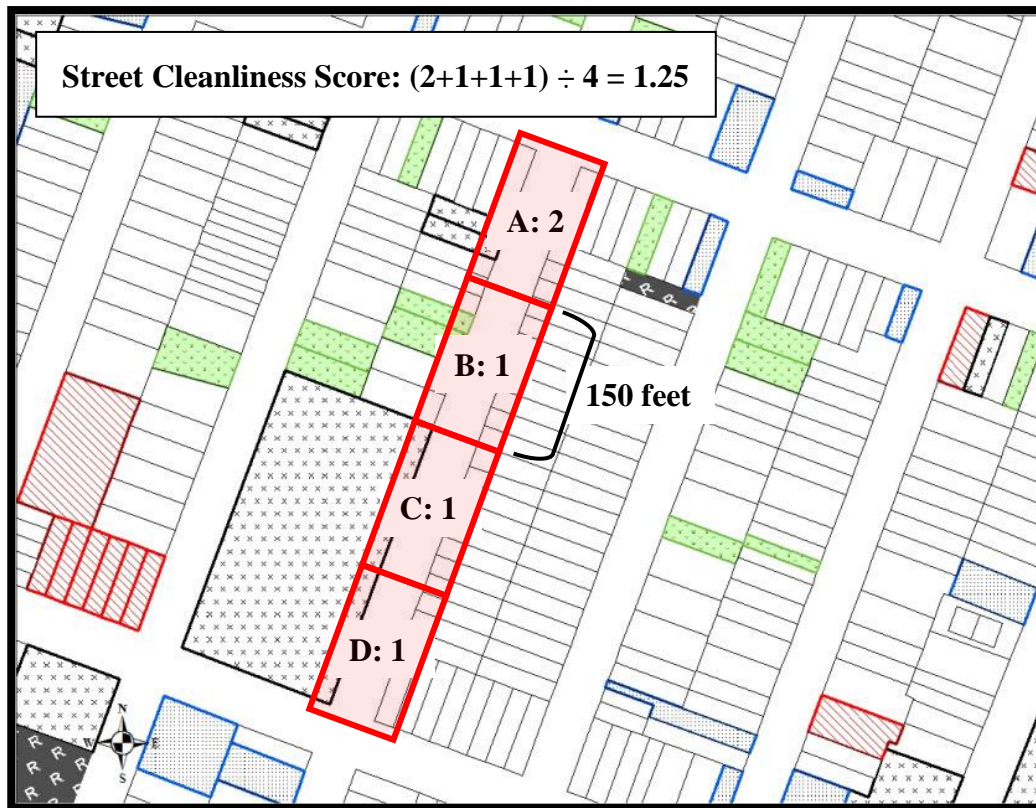 Street Cleanliness Score: (2+1+1+1) ÷ 4 = 1.25
A: 2
R R R
B: 1
150 feet
C: 1
D: 1
N
W E
S
R R
R R R
R R R
R R